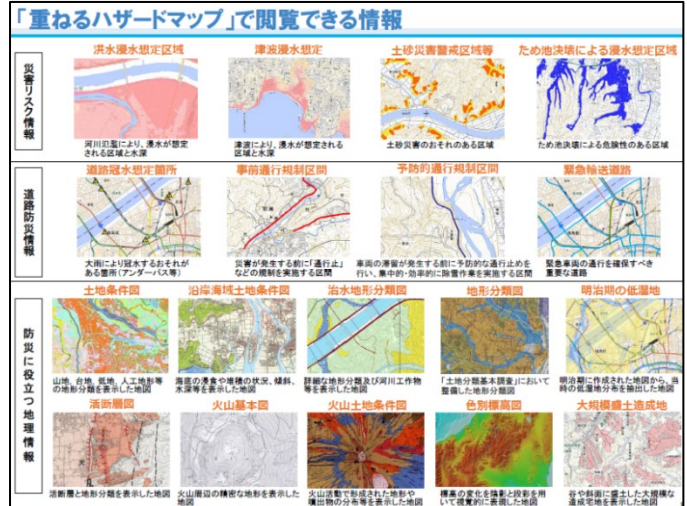 「重ねるハザードマップ」で閲覧できる情報
災害リスク情報
洪水浸水想定区域
津波浸水想定
土砂災害警戒区域等
ため池決壊による浸水想定区域
河川氾濫により、浸水が想定
される区域と水深
津波により、浸水が想定される
区域と水深
土砂災害のおそれのある区域
ため池決壊による危険性のある区域
道路防災情報
道路冠水想定箇所
事前通行規制区間
予防的通行規制区間
緊急輸送道路
大雨により冠水するおそれが
ある箇所(アンダーパス等)
災害が発生する前に「通行止」
などの規制を実施する区間
車両の滞留が発生する前に予防的な通行止めを
行い、集中的・効率的に除雪作業を実施する区間
緊急車両の通行を確保すべき
重要な道路
防災に役立つ地理情報
土地条件図
沿岸海域土地条件図
治水地形分類図
地形分類図
明治期の低湿地
山地、台地、低地、人工地形等
の地形分類を表示した地図
海底の浸食や堆積の状況、傾斜、
水深等を表示した地図
詳細な地形分類及び河川工作物
等を表示した地図
「土地分類基本調査」において
整備した地形分類図
明治期に作成された地図から、当
時の低湿地分布を抽出した地図
活断層図
火山基本図
火山土地条件図
色別標高図
大規模盛土造成地
活断層と地形分類を表示した地図
火山周辺の精密な地形を表示した
地図
火山活動で形成された地形や
噴出物の分布等を表示した地図
標高の変化を陰影と段彩を用
いて視覚的に表現した地図
谷や斜面に盛土した大規模な
造成宅地を表示した地図